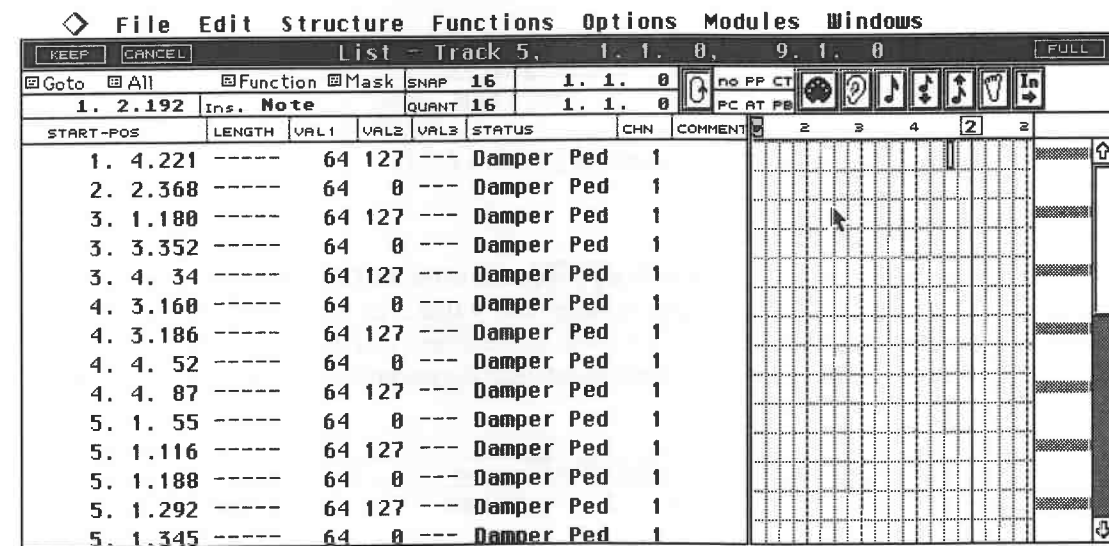 File Edit Structure Functions Options Modules Windows
KEEP CANCEL List - Track 5, 1. 1. 0, 9. 1. 0 FULL
Goto All Function Mask SNAP 16 1. 1. 0 no PP CT In
1. 2.192 Ins. Note QUANT 16 1. 1. 0 PC AT PB
START-POS LENGTH VAL1 VAL2 VAL3 STATUS CHN COMMENT 2 3 4 2 2
1. 4.221 ----- 64 127 --- Damper Ped 1
2. 2.368 ----- 64 0 --- Damper Ped 1
3. 1.180 ----- 64 127 --- Damper Ped 1
3. 3.352 ----- 64 0 --- Damper Ped 1
3. 4. 34 ----- 64 127 --- Damper Ped 1
4. 3.160 ----- 64 0 --- Damper Ped 1
4. 3.186 ----- 64 127 --- Damper Ped 1
4. 4. 52 ----- 64 0 --- Damper Ped 1
4. 4. 87 ----- 64 127 --- Damper Ped 1
5. 1. 55 ----- 64 0 --- Damper Ped 1
5. 1.116 ----- 64 127 --- Damper Ped 1
5. 1.188 ----- 64 0 --- Damper Ped 1
5. 1.292 ----- 64 127 --- Damper Ped 1
5. 1.345 ----- 64 0 --- Damper Ped 1